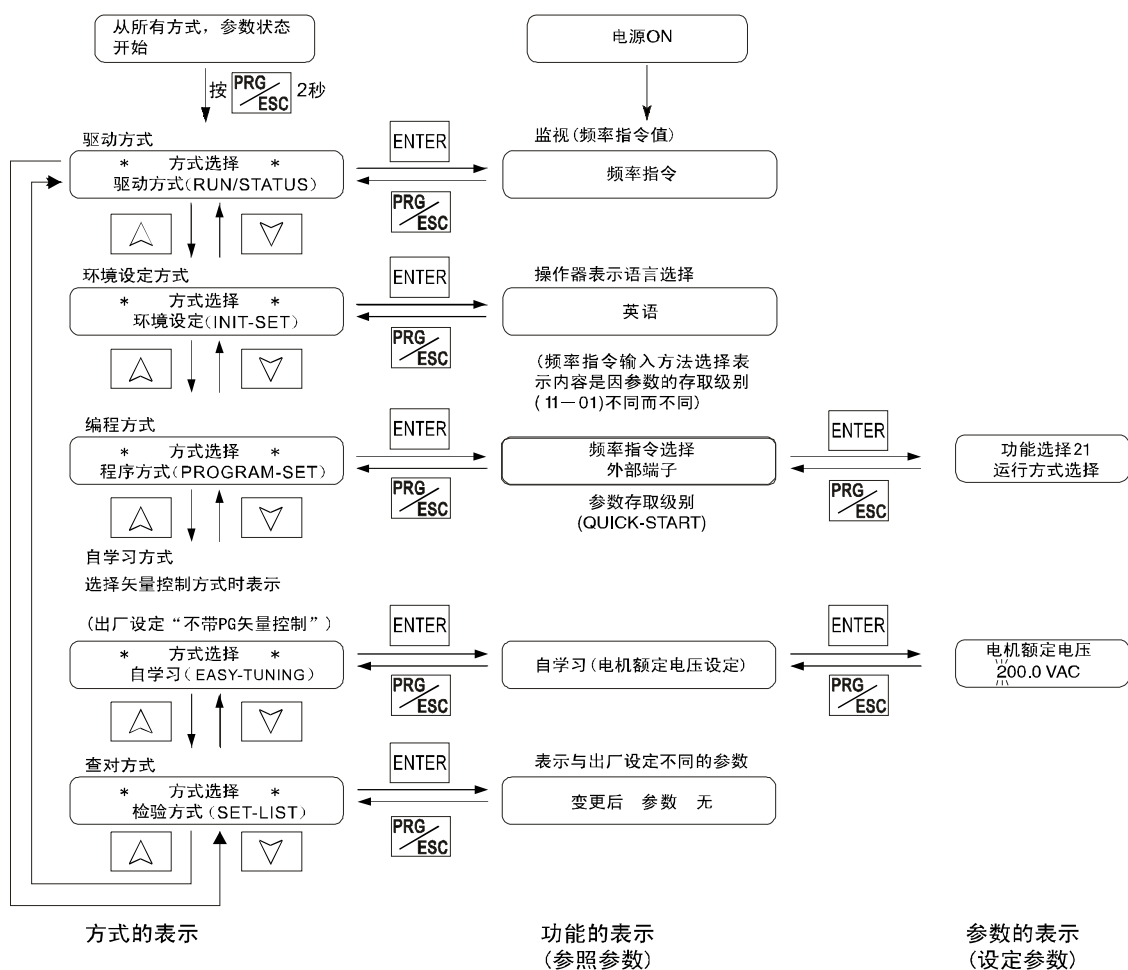 从所有方式，参数状态
开始
电源ON
按 PRG/ESC 2秒
驱动方式
* 方式选择 *
驱动方式(RUN/STATUS)
ENTER
PRG/ESC
监视(频率指令值)
频率指令
环境设定方式
* 方式选择 *
环境设定(INIT-SET)
ENTER
PRG/ESC
操作器表示语言选择
英语
(频率指令输入方法选择表
示内容是因参数的存取级别
(11－01)不同而不同)
编程方式
* 方式选择 *
程序方式(PROGRAM-SET)
ENTER
PRG/ESC
频率指令选择
外部端子
参数存取级别
(QUICK-START)
ENTER
PRG/ESC
功能选择21
运行方式选择
自学习方式
选择矢量控制方式时表示
(出厂设定“不带PG矢量控制”)
* 方式选择 *
自学习(EASY-TUNING)
ENTER
PRG/ESC
自学习(电机额定电压设定)
ENTER
PRG/ESC
电机额定电压
200.0 VAC
查对方式
* 方式选择 *
检验方式(SET-LIST)
ENTER
PRG/ESC
表示与出厂设定不同的参数
变更后 参数 无
方式的表示
功能的表示
(参照参数)
参数的表示
(设定参数)